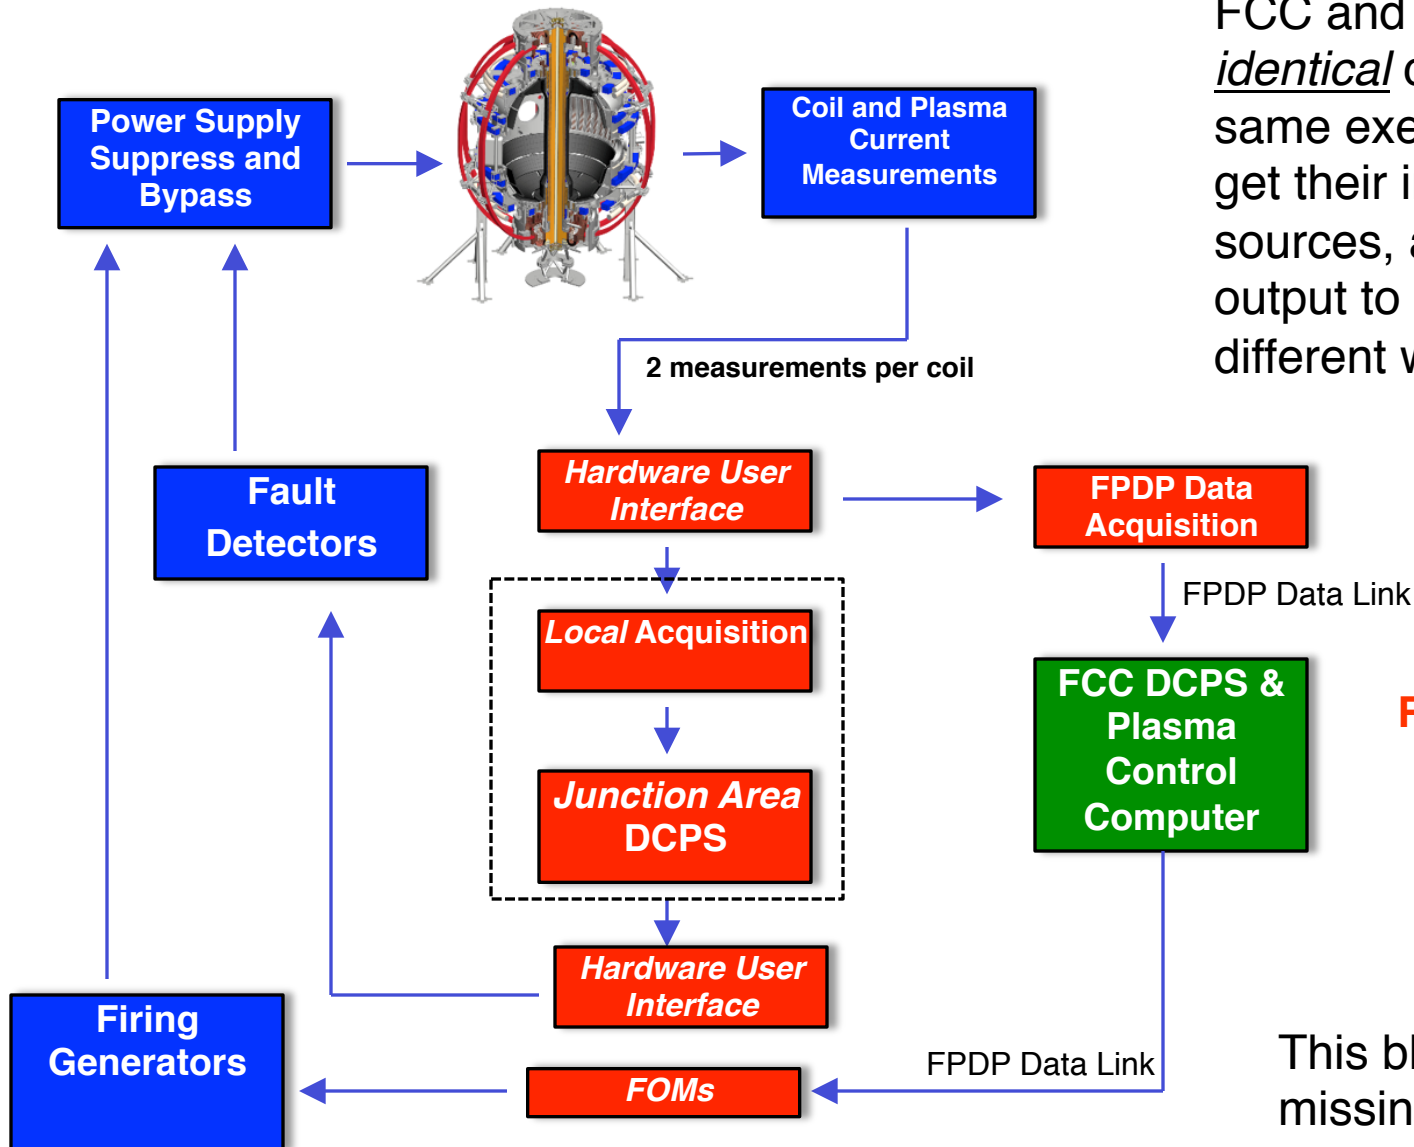 FCC and
identical
same exe
get their i
sources, a
output to
different w
Power Supply
Suppress and
Bypass
Coil and Plasma
Current
Measurements
2 measurements per coil
Hardware User
Interface
FPDP Data
Acquisition
Fault
Detectors
FPDP Data Link
Local Acquisition
FCC DCPS &
Plasma
Control
Computer
Junction Area
DCPS
Hardware User
Interface
Firing
Generators
FPDP Data Link
FOMs
This bl
missin